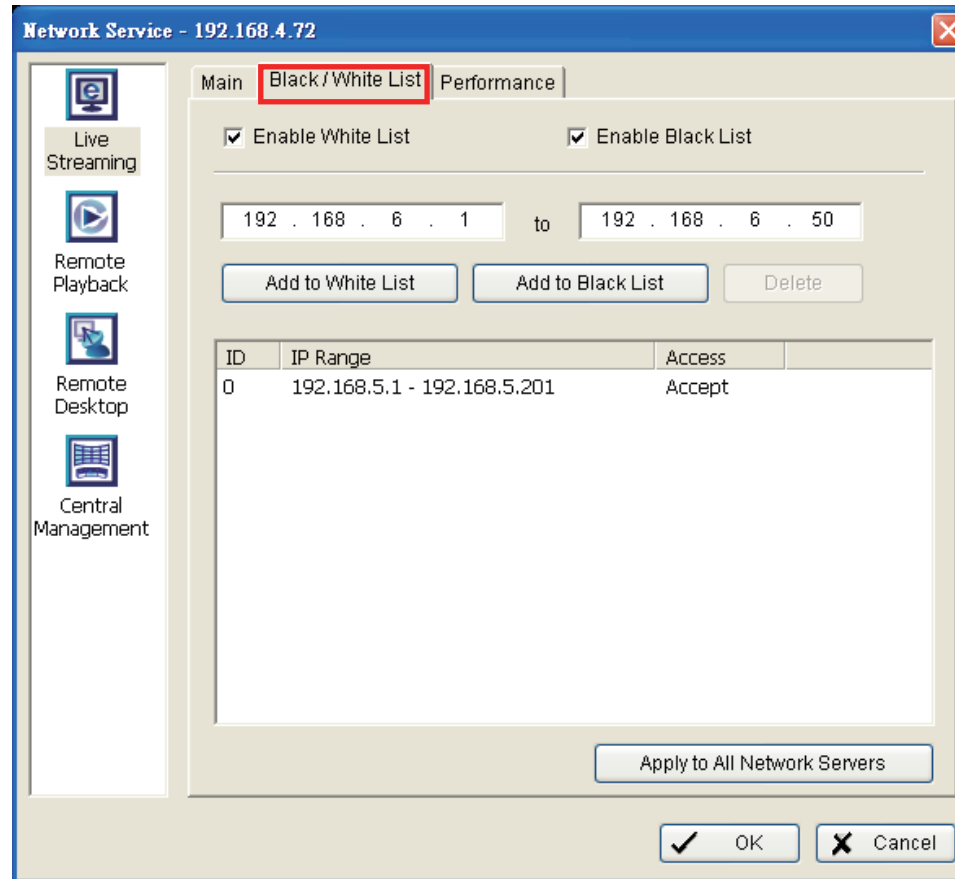 Network Service - 192.168.4.72
Live
Streaming
Remote
Playback
Remote
Desktop
Central
Management
Main
Black / White List
Performance
Enable White List
Enable Black List
192 . 168 . 6 . 1 to 192 . 168 . 6 . 50
Add to White List
Add to Black List
Delete
ID IP Range Access
0 192.168.5.1 - 192.168.5.201 Accept
Apply to All Network Servers
OK
Cancel